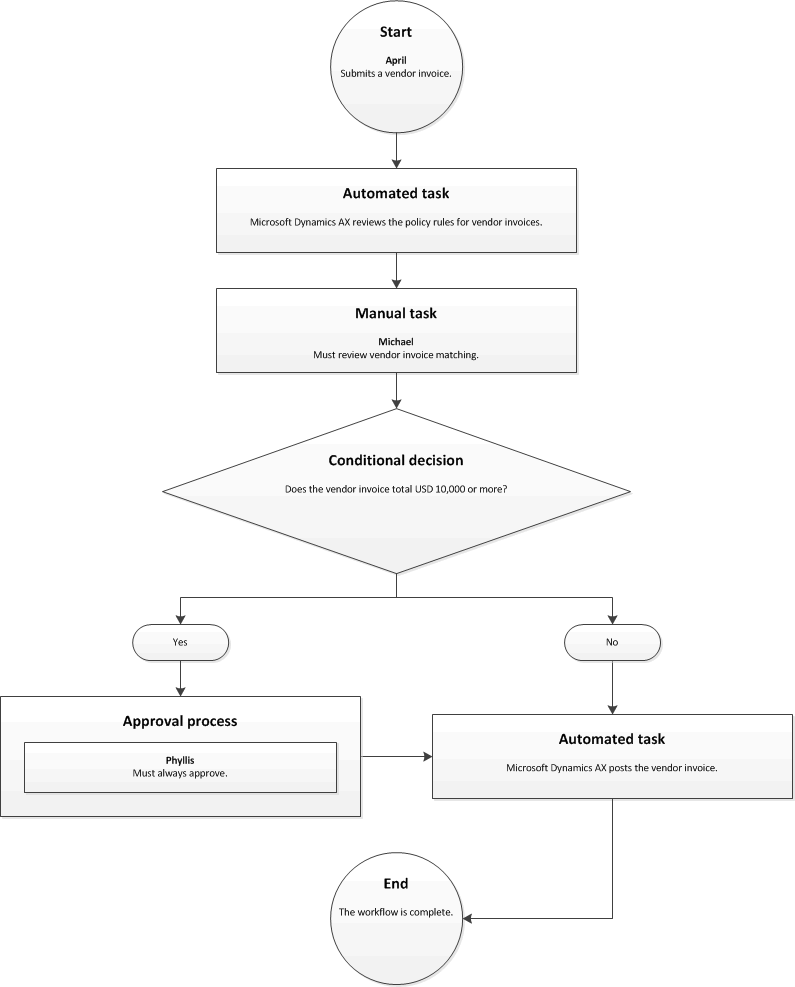 Start
April
Submits a vendor invoice.
Automated task
Microsoft Dynamics AX reviews the policy rules for vendor invoices.
Manual task
Michael
Must review vendor invoice matching.
Conditional decision
Does the vendor invoice total USD 10,000 or more?
Yes
No
Approval process
Phyllis
Must always approve.
Automated task
Microsoft Dynamics AX posts the vendor invoice.
End
The workflow is complete.